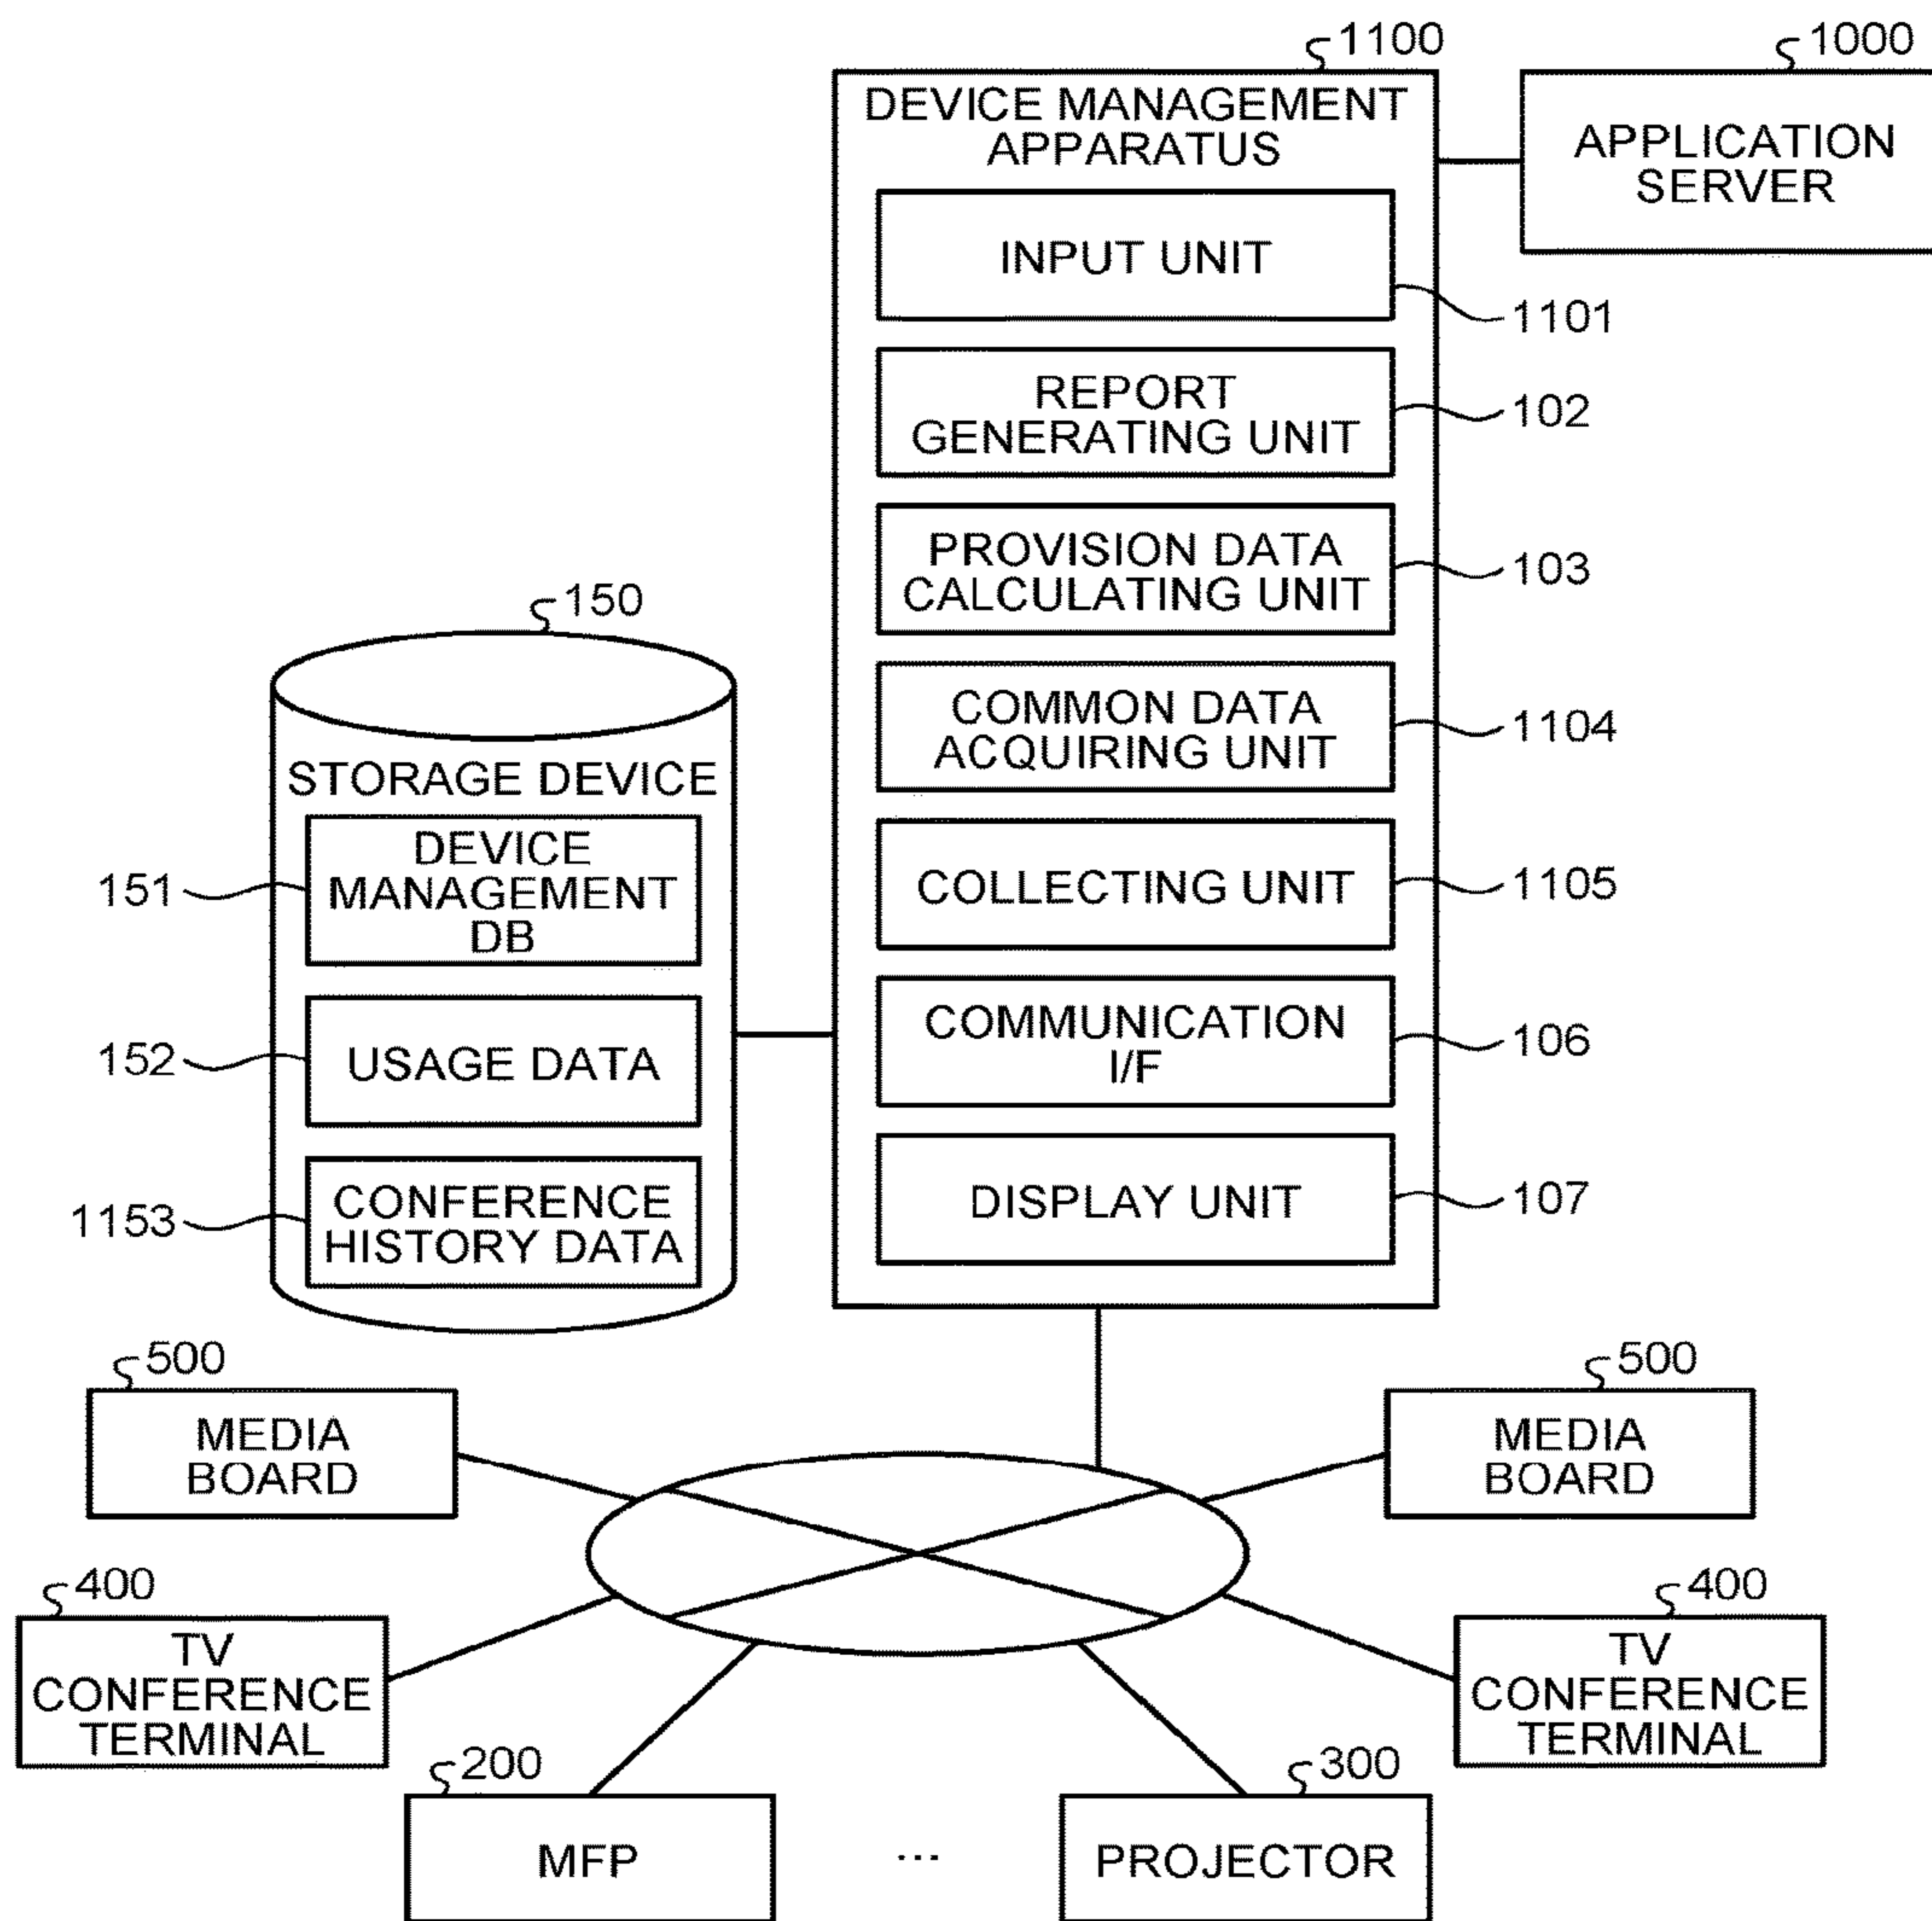 1100
1000
DEVICE MANAGEMENT
APPARATUS
APPLICATION
SERVER
INPUT UNIT
1101
REPORT
GENERATING UNIT
102
PROVISION DATA
CALCULATING UNIT
103
150
COMMON DATA
ACQUIRING UNIT
1104
STORAGE DEVICE
DEVICE
MANAGEMENT
DB
151
COLLECTING UNIT
1105
USAGE DATA
152
COMMUNICATION
I/F
106
CONFERENCE
HISTORY DATA
1153
DISPLAY UNIT
107
500
MEDIA
BOARD
500
MEDIA
BOARD
400
TV
CONFERENCE
TERMINAL
400
TV
CONFERENCE
TERMINAL
200
MFP
...
300
PROJECTOR